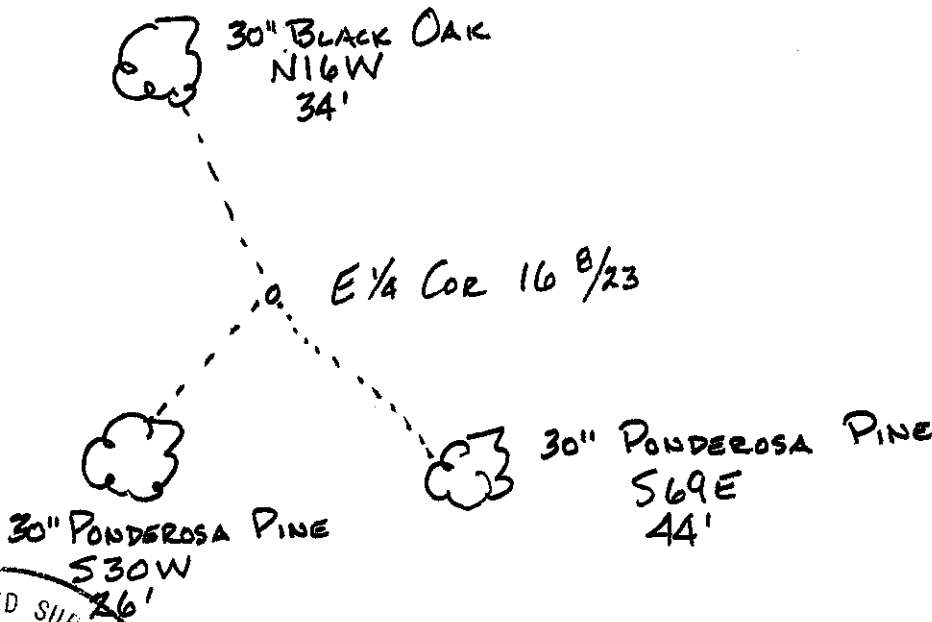 30" BLACK OAK
N16W
34'
E 1/4 COR 16 8/23
30" PONDEROSA PINE
S69E
44'
30" PONDEROSA PINE
S30W
26'